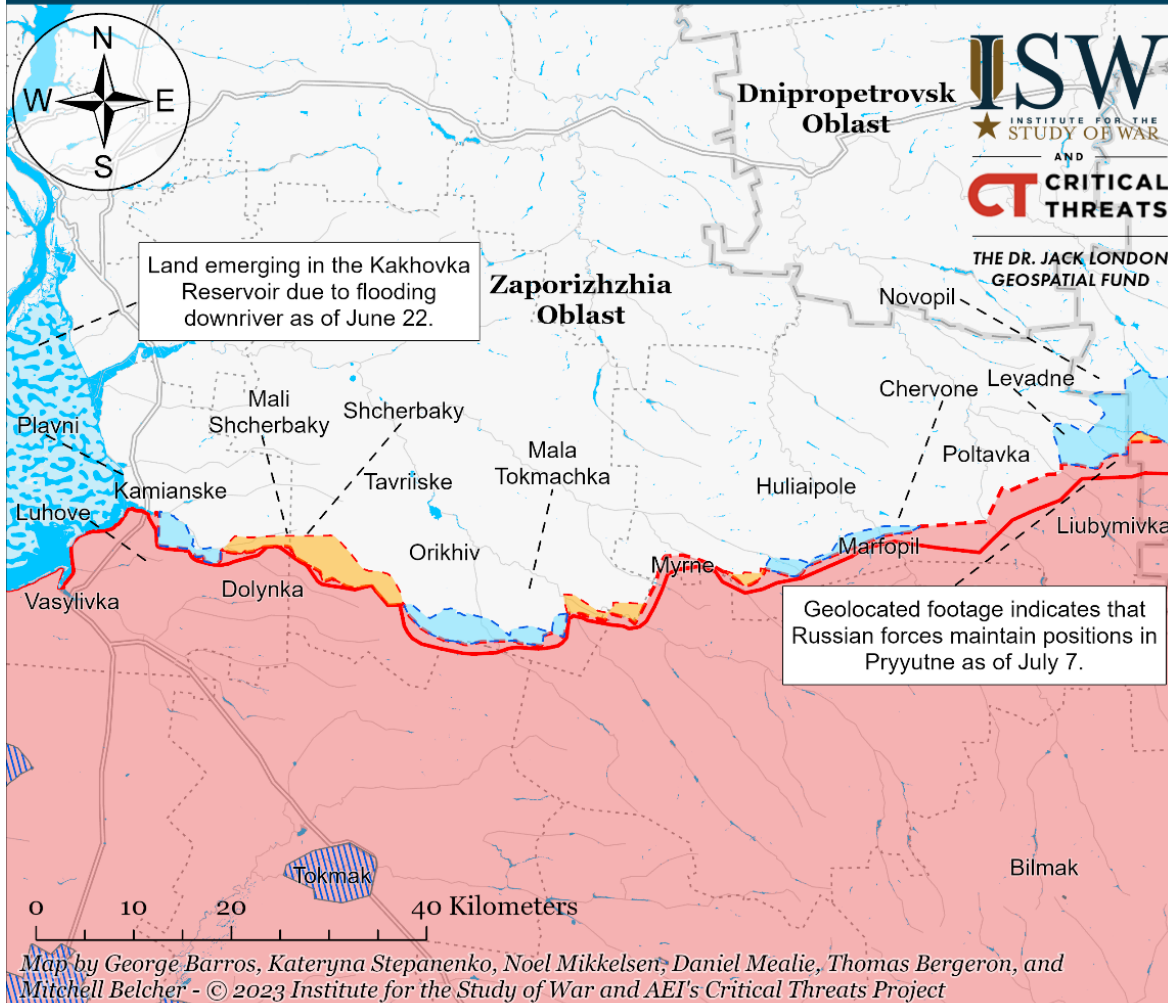 N
W
E
S
Dnipropetrovsk
Oblast
ISW
INSTITUTE FOR THE
STUDY OF WAR
AND
CT CRITICAL
THREATS
THE DR. JACK LONDON
GEOSPATIAL FUND
Land emerging in the Kakhovka
Reservoir due to flooding
downriver as of June 22.
Zaporizhzhia
Oblast
Novopil
Levadne
Chervone
Mali
Shcherbaky
Shcherbaky
Plavni
Mala
Tokmachka
Poltavka
Tavriiske
Huliaipole
Kamianske
Luhove
Liubymivka
Orikhiv
Marfopil
Myrne
Dolynka
Vasylivka
Geolocated footage indicates that
Russian forces maintain positions in
Pryyutne as of July 7.
Bilmak
Tokmak
0 10 20 40 Kilometers
Map by George Barros, Kateryna Stepanenko, Noel Mikkelsen, Daniel Mealie, Thomas Bergeron, and
Mitchell Belcher - © 2023 Institute for the Study of War and AEI's Critical Threats Project